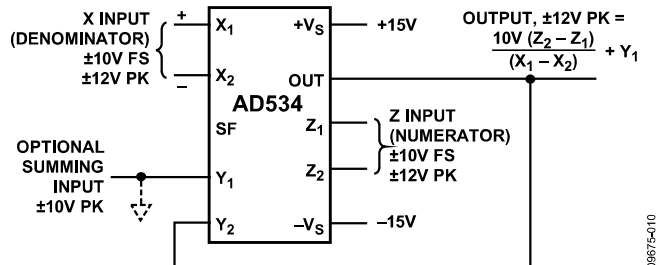 X INPUT
(DENOMINATOR)
±10V FS
±12V PK
+
–
OPTIONAL
SUMMING
INPUT
±10V PK
X1
X2
SF
Y1
Y2
AD534
+VS
OUT
Z1
Z2
–VS
+15V
Z INPUT
(NUMERATOR)
±10V FS
±12V PK
–15V
OUTPUT, ±12V PK =
10V (Z2 – Z1)
(X1 – X2)
+ Y1
09675-010